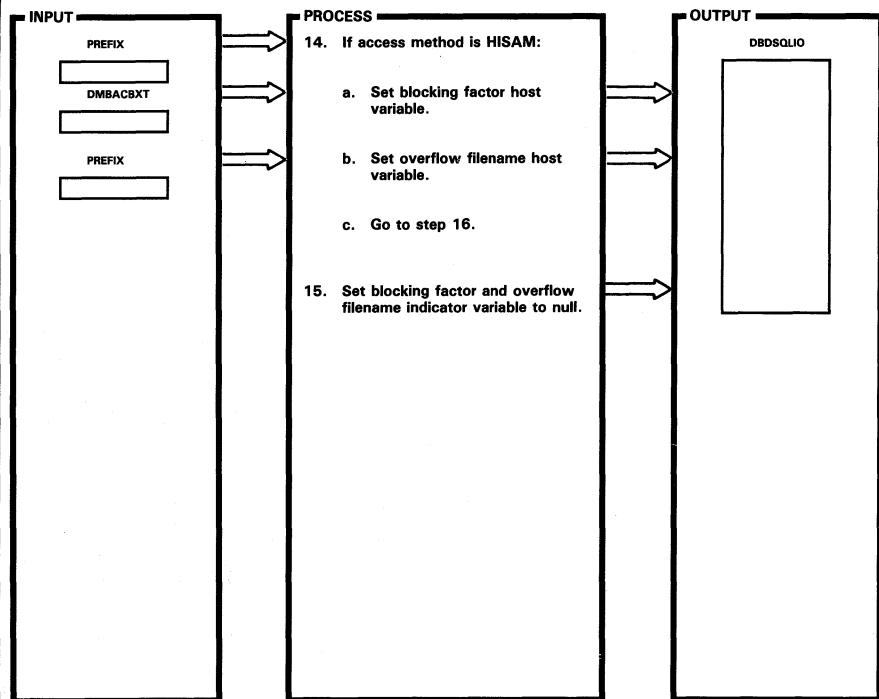 INPUT
PREFIX
DMBACBXT
PREFIX
PROCESS
14. If access method is HISAM:
a. Set blocking factor host
variable.
b. Set overflow filename host
variable.
c. Go to step 16.
15. Set blocking factor and overflow
filename indicator variable to null.
OUTPUT
DBDSQLIO